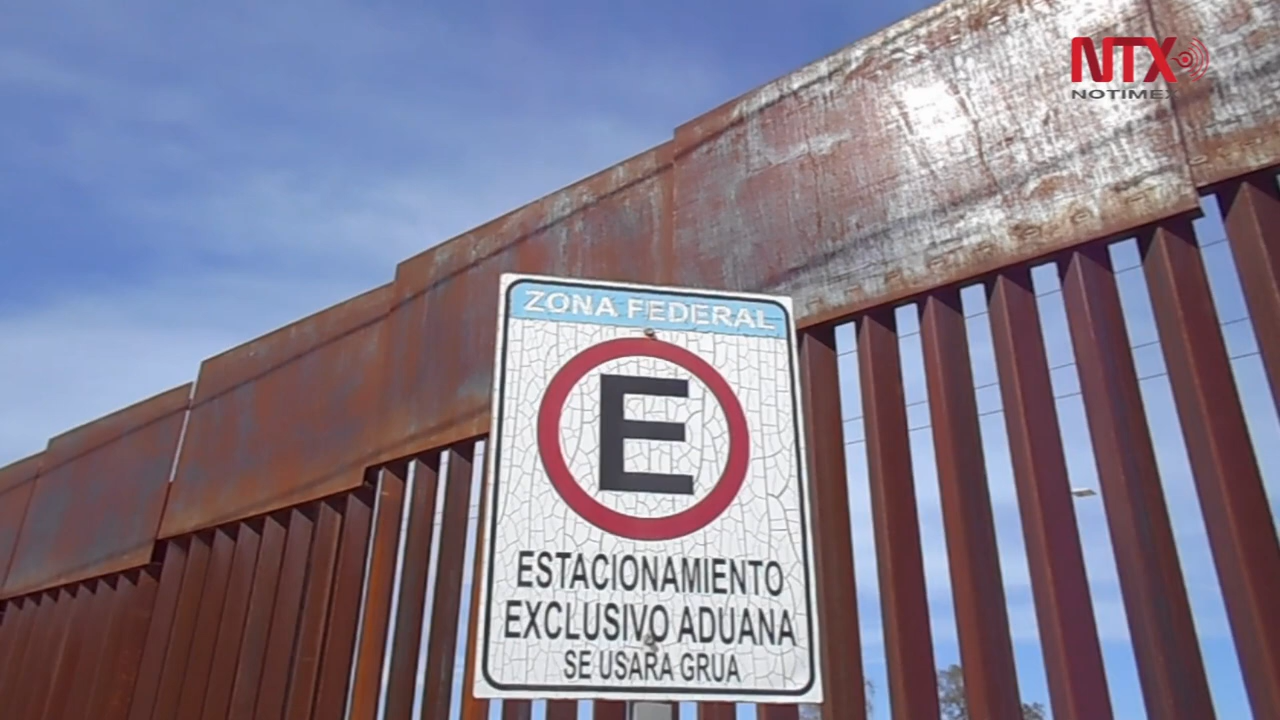 NTX
NOTIMEX
ZONA FEDERAL
E
ESTACIONAMIENTO
EXCLUSIVO ADUANA
SE USARA GRUA